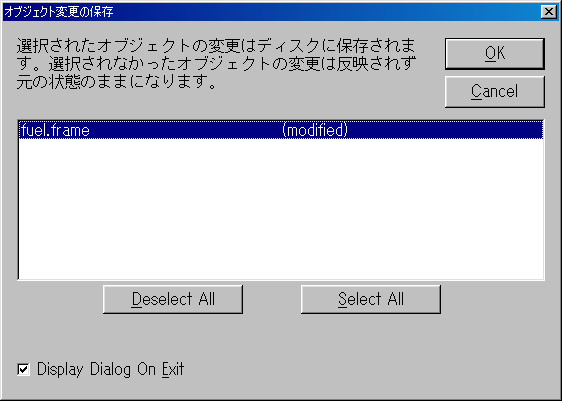 オブジェクト変更の保存
選択されたオブジェクトの変更はディスクに保存されま
す。選択されなかったオブジェクトの変更は反映されず
元の状態のままになります。
OK
Cancel
fuel.frame (modified)
Deselect All
Select All
Display Dialog On Exit